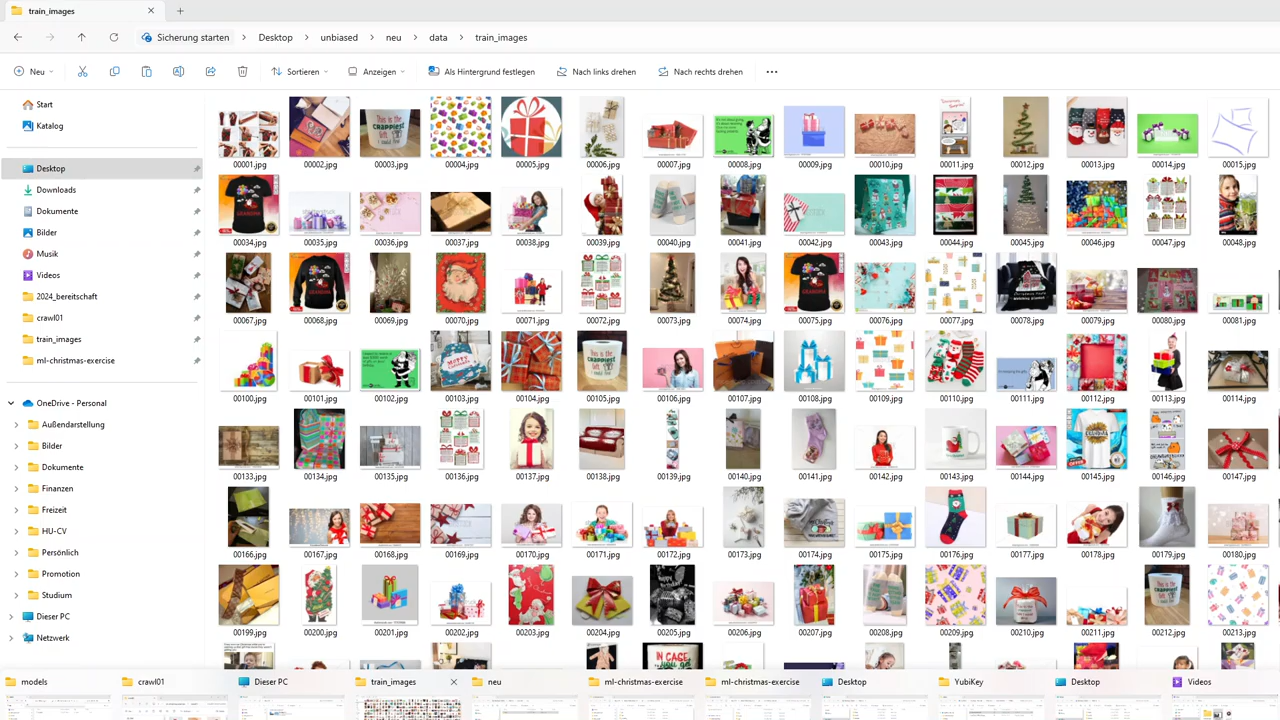 train_images
Sicherung starten > Desktop > unbiased > neu > data > train_images >
Neu Sortieren Anzeigen Als Hintergrund festlegen Nach links drehen Nach rechts drehen
Start
Katalog
Desktop
Downloads
Dokumente
Bilder
Musik
Videos
2024_bereitschaft
crawl01
train_images
ml-christmas-exercise
OneDrive - Personal
Außendarstellung
Bilder
Dokumente
Finanzen
Freizeit
HU-CV
Persönlich
Promotion
Studium
Dieser PC
Netzwerk
00001.jpg 00002.jpg 00003.jpg 00004.jpg 00005.jpg 00006.jpg 00007.jpg 00008.jpg 00009.jpg 00010.jpg 00011.jpg 00012.jpg 00013.jpg 00014.jpg 00015.jpg
00034.jpg 00035.jpg 00036.jpg 00037.jpg 00038.jpg 00039.jpg 00040.jpg 00041.jpg 00042.jpg 00043.jpg 00044.jpg 00045.jpg 00046.jpg 00047.jpg 00048.jpg
00067.jpg 00068.jpg 00069.jpg 00070.jpg 00071.jpg 00072.jpg 00073.jpg 00074.jpg 00075.jpg 00076.jpg 00077.jpg 00078.jpg 00079.jpg 00080.jpg 00081.jpg
00100.jpg 00101.jpg 00102.jpg 00103.jpg 00104.jpg 00105.jpg 00106.jpg 00107.jpg 00108.jpg 00109.jpg 00110.jpg 00111.jpg 00112.jpg 00113.jpg 00114.jpg
00133.jpg 00134.jpg 00135.jpg 00136.jpg 00137.jpg 00138.jpg 00139.jpg 00140.jpg 00141.jpg 00142.jpg 00143.jpg 00144.jpg 00145.jpg 00146.jpg 00147.jpg
00166.jpg 00167.jpg 00168.jpg 00169.jpg 00170.jpg 00171.jpg 00172.jpg 00173.jpg 00174.jpg 00175.jpg 00176.jpg 00177.jpg 00178.jpg 00179.jpg 00180.jpg
00199.jpg 00200.jpg 00201.jpg 00202.jpg 00203.jpg 00204.jpg 00205.jpg 00206.jpg 00207.jpg 00208.jpg 00209.jpg 00210.jpg 00211.jpg 00212.jpg 00213.jpg
IN CASE
models crawl01 Dieser PC train_images neu ml-christmas-exercise ml-christmas-exercise Desktop YubiKey Desktop Videos